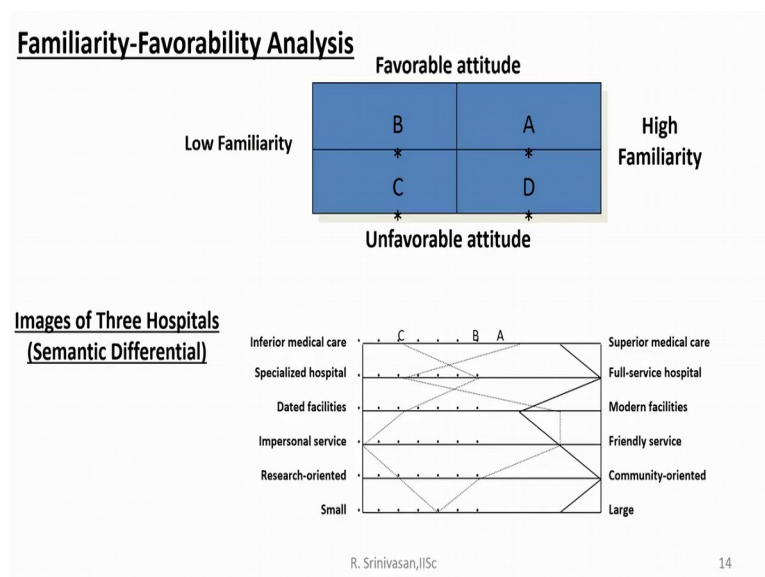 Familiarity-Favorability Analysis
Favorable attitude
Low Familiarity
B
A
High
Familiarity
*
*
C
D
*
*
Unfavorable attitude
Images of Three Hospitals
(Semantic Differential)
C
B
A
Inferior medical care
Superior medical care
Specialized hospital
Full-service hospital
Dated facilities
Modern facilities
Impersonal service
Friendly service
Research-oriented
Community-oriented
Small
Large
R. Srinivasan,IISc
14